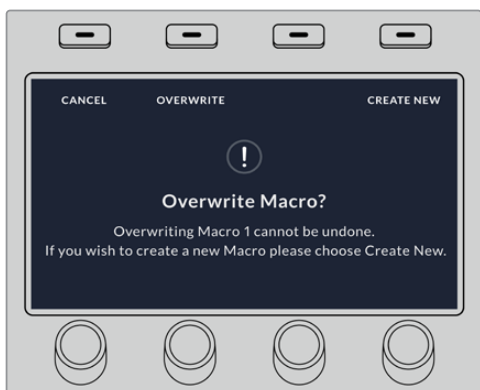 CANCEL OVERWRITE CREATE NEW
!
Overwrite Macro?
Overwriting Macro 1 cannot be undone.
If you wish to create a new Macro please choose Create New.